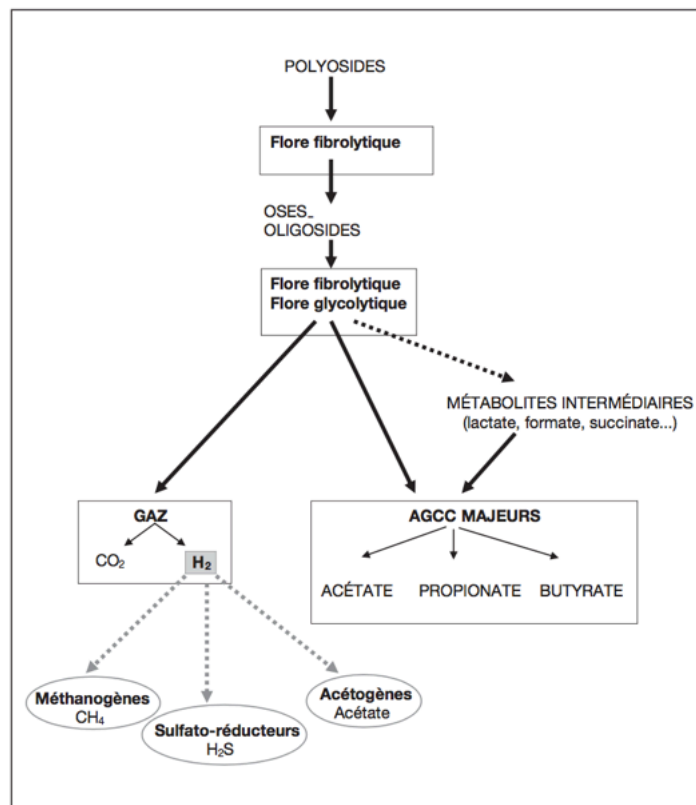 POLYOSIDES
Flore fibrolytique
OSES_
OLIGOSIDES
Flore fibrolytique
Flore glycolytique
MÉTABOLITES INTERMÉDIAIRES
(lactate, formate, succinate...)
GAZ
CO₂
H₂
AGCC MAJEURS
ACÉTATE PROPIONATE BUTYRATE
Méthanogènes
CH₄
Sulfato-réducteurs
H₂S
Acétogènes
Acétate